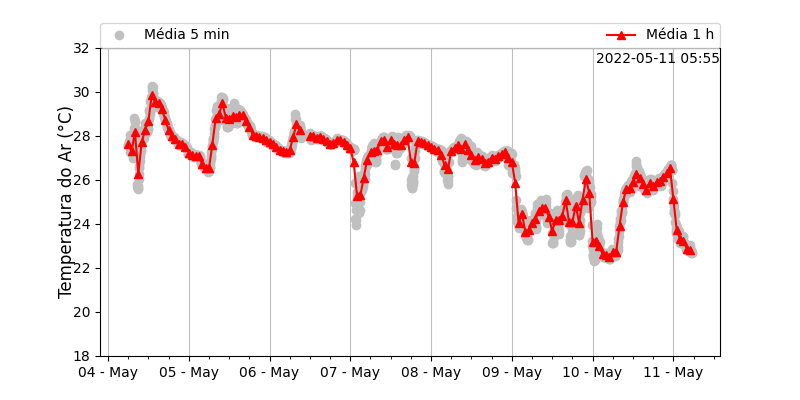 Média 5 min
Média 1 h
2022-05-11 05:55
Temperatura do Ar (°C)
32
30
28
26
24
22
20
18
04 - May
05 - May
06 - May
07 - May
08 - May
09 - May
10 - May
11 - May